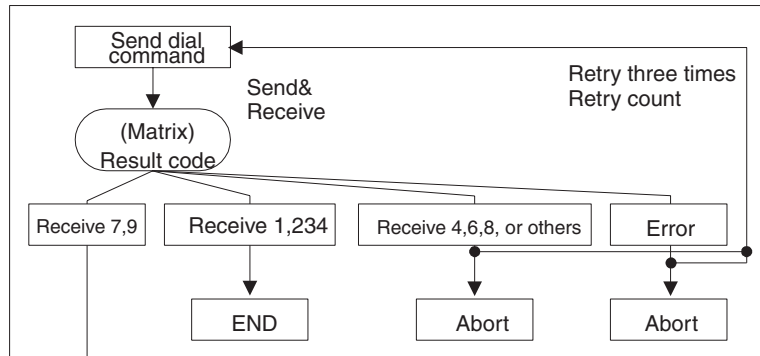 Send dial
command
Send&
Receive
Retry three times
Retry count
(Matrix)
Result code
Receive 7,9
Receive 1,234
Receive 4,6,8, or others
Error
END
Abort
Abort